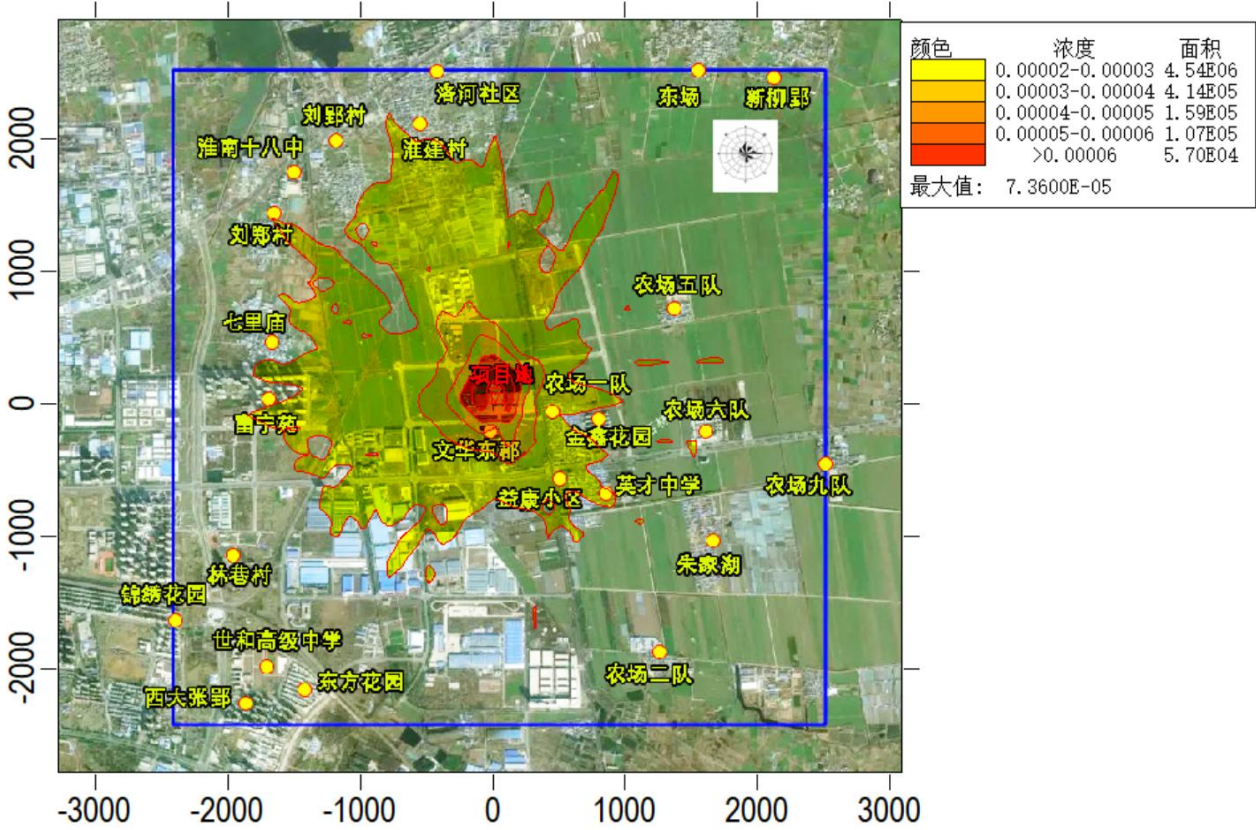 颜色 浓度 面积
0.00002-0.00003 4.54E06
0.00003-0.00004 4.14E05
0.00004-0.00005 1.59E05
0.00005-0.00006 1.07E05
>0.00006 5.70E04
最大值: 7.3600E-05
洛河社区
东场
新柳郢
刘郢村
淮建村
淮南十八中
刘郢村
农场五队
七里庙
项目地
农场一队
富宁苑
金鑫花园
农场六队
文华东郡
益康小区
英才中学
农场九队
林巷村
朱家湖
锦绣花园
世和高级中学
东方花园
农场二队
西大张郢
2000
1000
0
-1000
-2000
-3000 -2000 -1000 0 1000 2000 3000